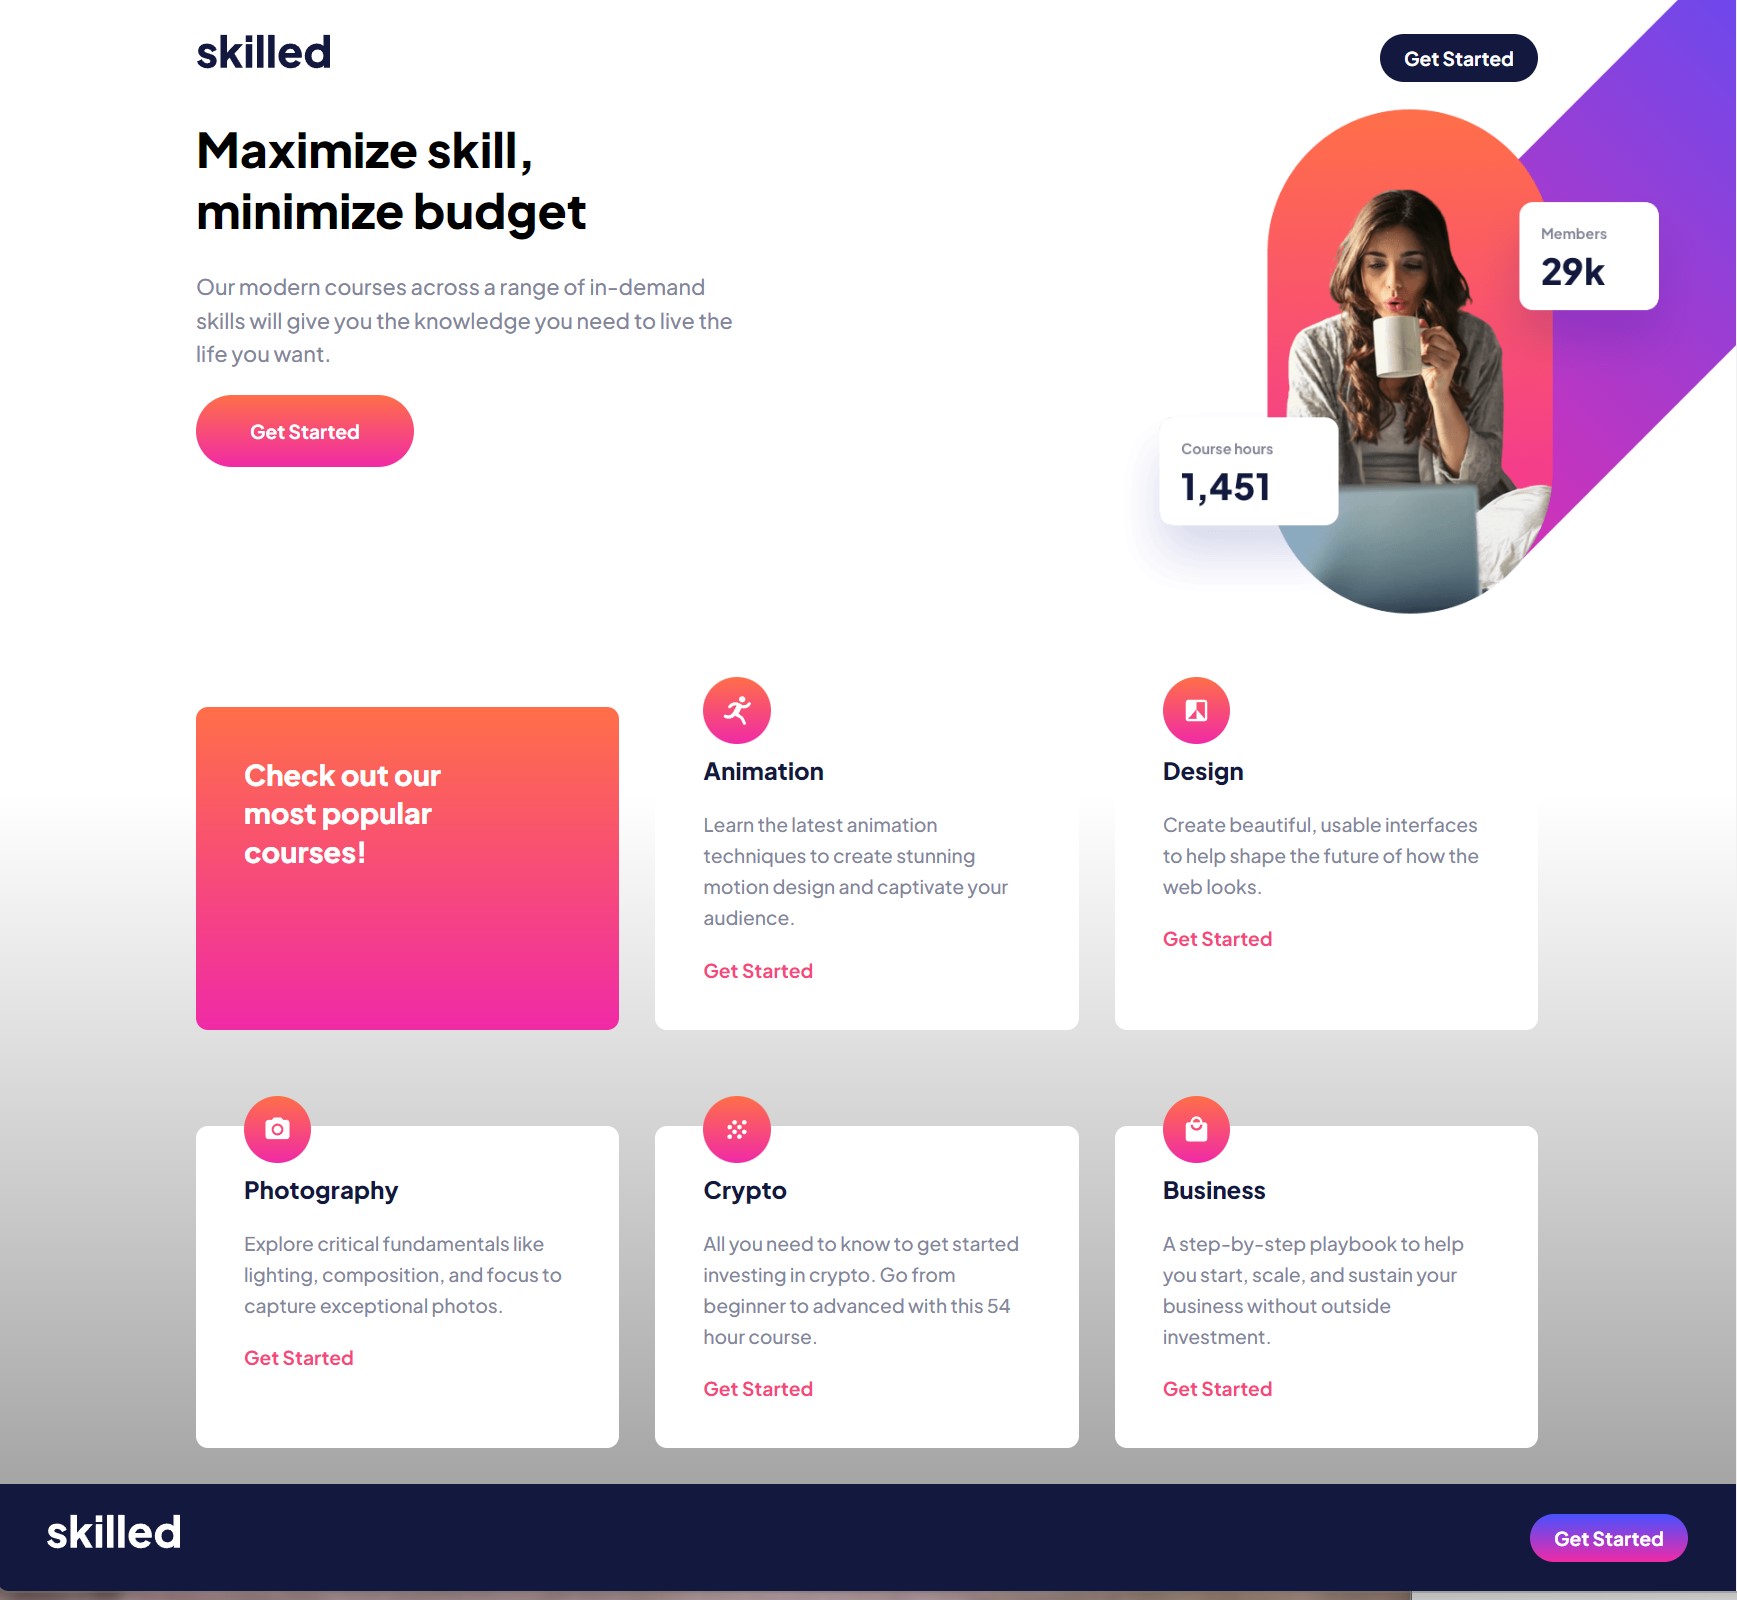 skilled
Get Started
Maximize skill,
minimize budget
Our modern courses across a range of in-demand
skills will give you the knowledge you need to live the
life you want.
Get Started
Members
29k
Course hours
1,451
Check out our
most popular
courses!
Animation
Learn the latest animation
techniques to create stunning
motion design and captivate your
audience.
Get Started
Design
Create beautiful, usable interfaces
to help shape the future of how the
web looks.
Get Started
Photography
Explore critical fundamentals like
lighting, composition, and focus to
capture exceptional photos.
Get Started
Crypto
All you need to know to get started
investing in crypto. Go from
beginner to advanced with this 54
hour course.
Get Started
Business
A step-by-step playbook to help
you start, scale, and sustain your
business without outside
investment.
Get Started
skilled
Get Started